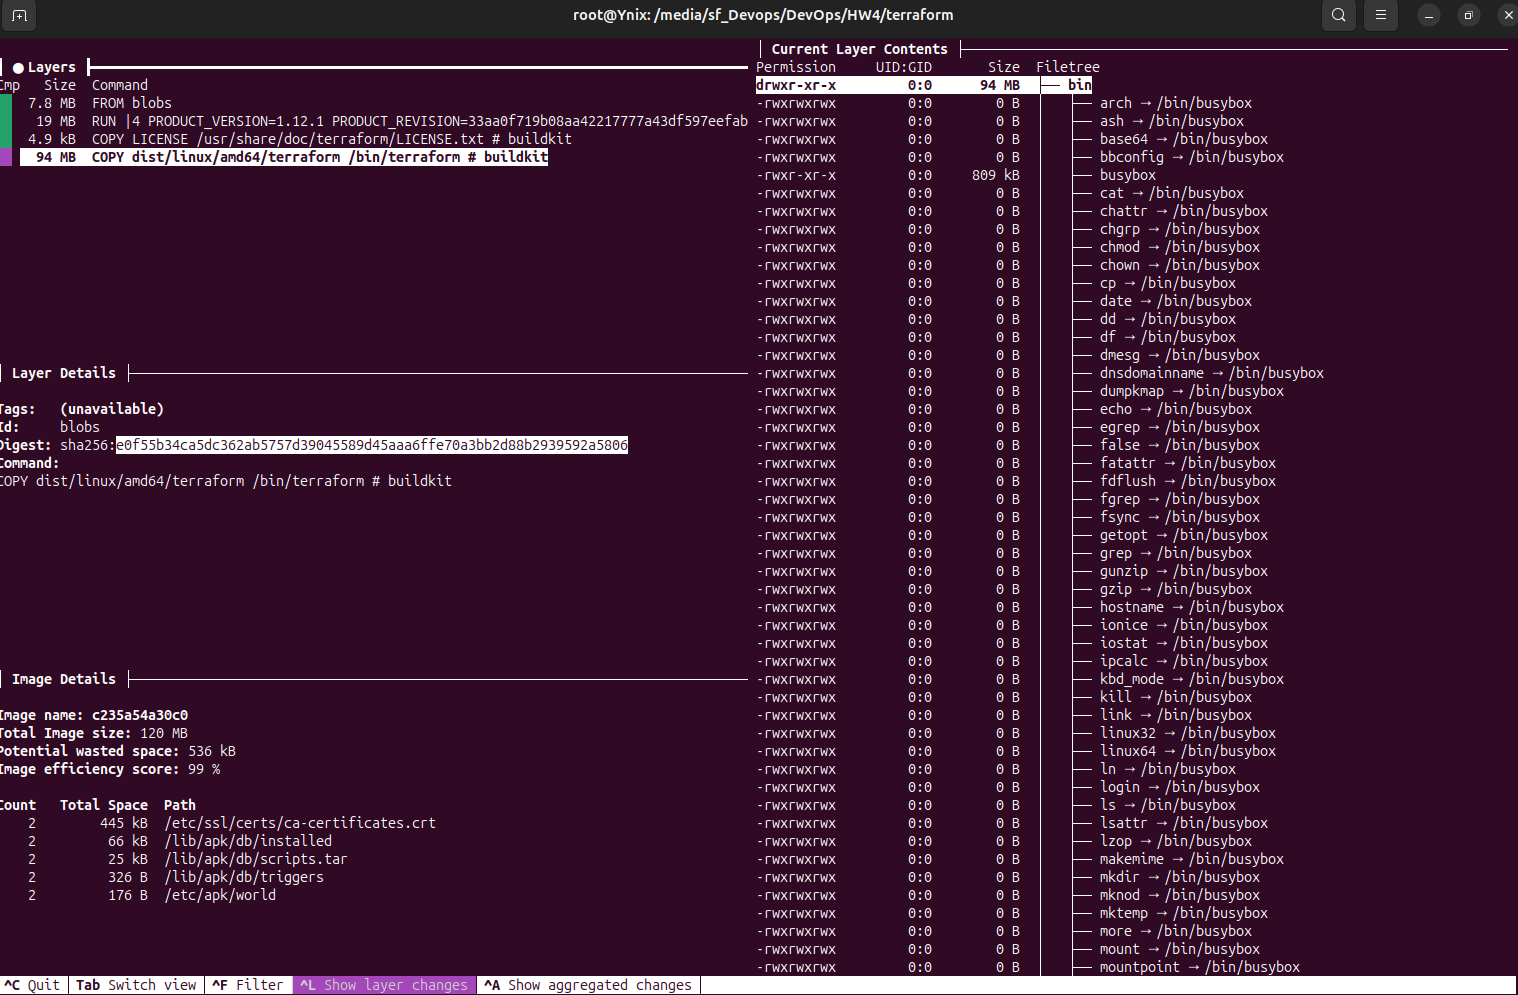 root@Ynix: /media/sf_Devops/DevOps/HW4/terraform
● Layers
Cmp Size Command
7.8 MB FROM blobs
19 MB RUN |4 PRODUCT_VERSION=1.12.1 PRODUCT_REVISION=33aa0f719b08aa42217777a43df597eefab
4.9 kB COPY LICENSE /usr/share/doc/terraform/LICENSE.txt # buildkit
94 MB COPY dist/linux/amd64/terraform /bin/terraform # buildkit
Layer Details
Tags: (unavailable)
Id: blobs
Digest: sha256:e0f55b34ca5dc362ab5757d39045589d45aaa6ffe70a3bb2d88b2939592a5806
Command:
COPY dist/linux/amd64/terraform /bin/terraform # buildkit
Image Details
Image name: c235a54a30c0
Total Image size: 120 MB
Potential wasted space: 536 kB
Image efficiency score: 99 %
Count Total Space Path
2 445 kB /etc/ssl/certs/ca-certificates.crt
2 66 kB /lib/apk/db/installed
2 25 kB /lib/apk/db/scripts.tar
2 326 B /lib/apk/db/triggers
2 176 B /etc/apk/world
Current Layer Contents
Permission UID:GID Size Filetree
drwxr-xr-x 0:0 94 MB ├── bin
-rwxrwxrwx 0:0 0 B ├── arch → /bin/busybox
-rwxrwxrwx 0:0 0 B ├── ash → /bin/busybox
-rwxrwxrwx 0:0 0 B ├── base64 → /bin/busybox
-rwxrwxrwx 0:0 0 B ├── bbconfig → /bin/busybox
-rwxr-xr-x 0:0 809 kB ├── busybox
-rwxrwxrwx 0:0 0 B ├── cat → /bin/busybox
-rwxrwxrwx 0:0 0 B ├── chattr → /bin/busybox
-rwxrwxrwx 0:0 0 B ├── chgrp → /bin/busybox
-rwxrwxrwx 0:0 0 B ├── chmod → /bin/busybox
-rwxrwxrwx 0:0 0 B ├── chown → /bin/busybox
-rwxrwxrwx 0:0 0 B ├── cp → /bin/busybox
-rwxrwxrwx 0:0 0 B ├── date → /bin/busybox
-rwxrwxrwx 0:0 0 B ├── dd → /bin/busybox
-rwxrwxrwx 0:0 0 B ├── df → /bin/busybox
-rwxrwxrwx 0:0 0 B ├── dmesg → /bin/busybox
-rwxrwxrwx 0:0 0 B ├── dnsdomainname → /bin/busybox
-rwxrwxrwx 0:0 0 B ├── dumpkmap → /bin/busybox
-rwxrwxrwx 0:0 0 B ├── echo → /bin/busybox
-rwxrwxrwx 0:0 0 B ├── egrep → /bin/busybox
-rwxrwxrwx 0:0 0 B ├── false → /bin/busybox
-rwxrwxrwx 0:0 0 B ├── fatattr → /bin/busybox
-rwxrwxrwx 0:0 0 B ├── fdflush → /bin/busybox
-rwxrwxrwx 0:0 0 B ├── fgrep → /bin/busybox
-rwxrwxrwx 0:0 0 B ├── fsync → /bin/busybox
-rwxrwxrwx 0:0 0 B ├── getopt → /bin/busybox
-rwxrwxrwx 0:0 0 B ├── grep → /bin/busybox
-rwxrwxrwx 0:0 0 B ├── gunzip → /bin/busybox
-rwxrwxrwx 0:0 0 B ├── gzip → /bin/busybox
-rwxrwxrwx 0:0 0 B ├── hostname → /bin/busybox
-rwxrwxrwx 0:0 0 B ├── ionice → /bin/busybox
-rwxrwxrwx 0:0 0 B ├── iostat → /bin/busybox
-rwxrwxrwx 0:0 0 B ├── ipcalc → /bin/busybox
-rwxrwxrwx 0:0 0 B ├── kbd_mode → /bin/busybox
-rwxrwxrwx 0:0 0 B ├── kill → /bin/busybox
-rwxrwxrwx 0:0 0 B ├── link → /bin/busybox
-rwxrwxrwx 0:0 0 B ├── linux32 → /bin/busybox
-rwxrwxrwx 0:0 0 B ├── linux64 → /bin/busybox
-rwxrwxrwx 0:0 0 B ├── ln → /bin/busybox
-rwxrwxrwx 0:0 0 B ├── login → /bin/busybox
-rwxrwxrwx 0:0 0 B ├── ls → /bin/busybox
-rwxrwxrwx 0:0 0 B ├── lsattr → /bin/busybox
-rwxrwxrwx 0:0 0 B ├── lzop → /bin/busybox
-rwxrwxrwx 0:0 0 B ├── makemime → /bin/busybox
-rwxrwxrwx 0:0 0 B ├── mkdir → /bin/busybox
-rwxrwxrwx 0:0 0 B ├── mknod → /bin/busybox
-rwxrwxrwx 0:0 0 B ├── mktemp → /bin/busybox
-rwxrwxrwx 0:0 0 B ├── more → /bin/busybox
-rwxrwxrwx 0:0 0 B ├── mount → /bin/busybox
-rwxrwxrwx 0:0 0 B ├── mountpoint → /bin/busybox
^C Quit Tab Switch view ^F Filter ^L Show layer changes ^A Show aggregated changes